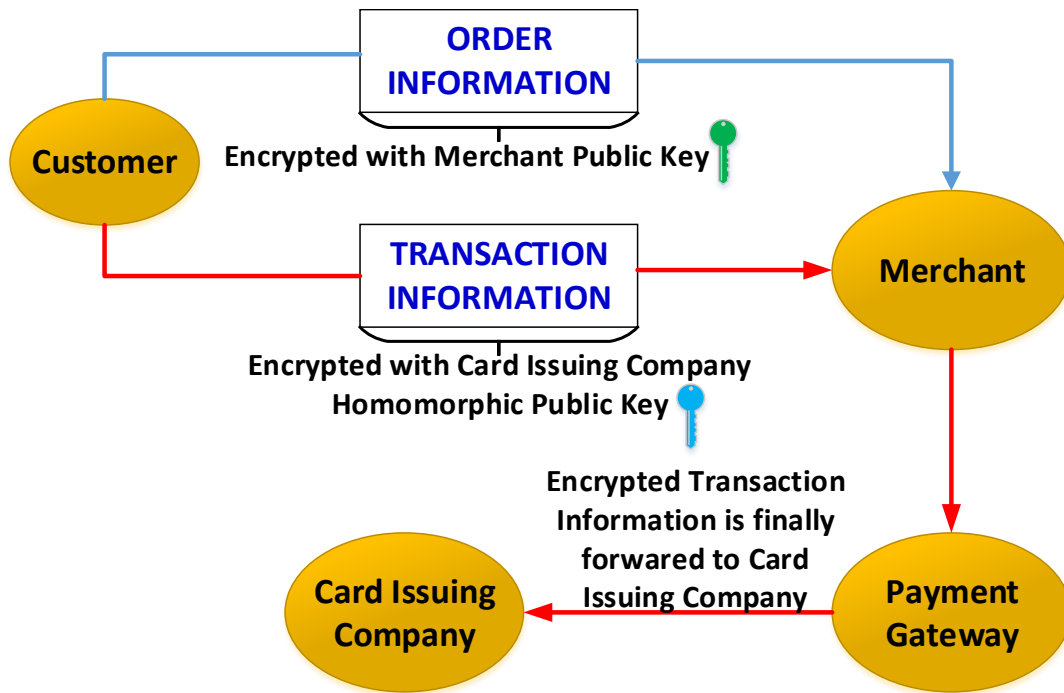 ORDER
INFORMATION
Customer
Encrypted with Merchant Public Key
TRANSACTION
INFORMATION
Merchant
Encrypted with Card Issuing Company
Homomorphic Public Key
Encrypted Transaction
Information is finally
forwared to Card
Issuing Company
Card Issuing
Company
Payment
Gateway